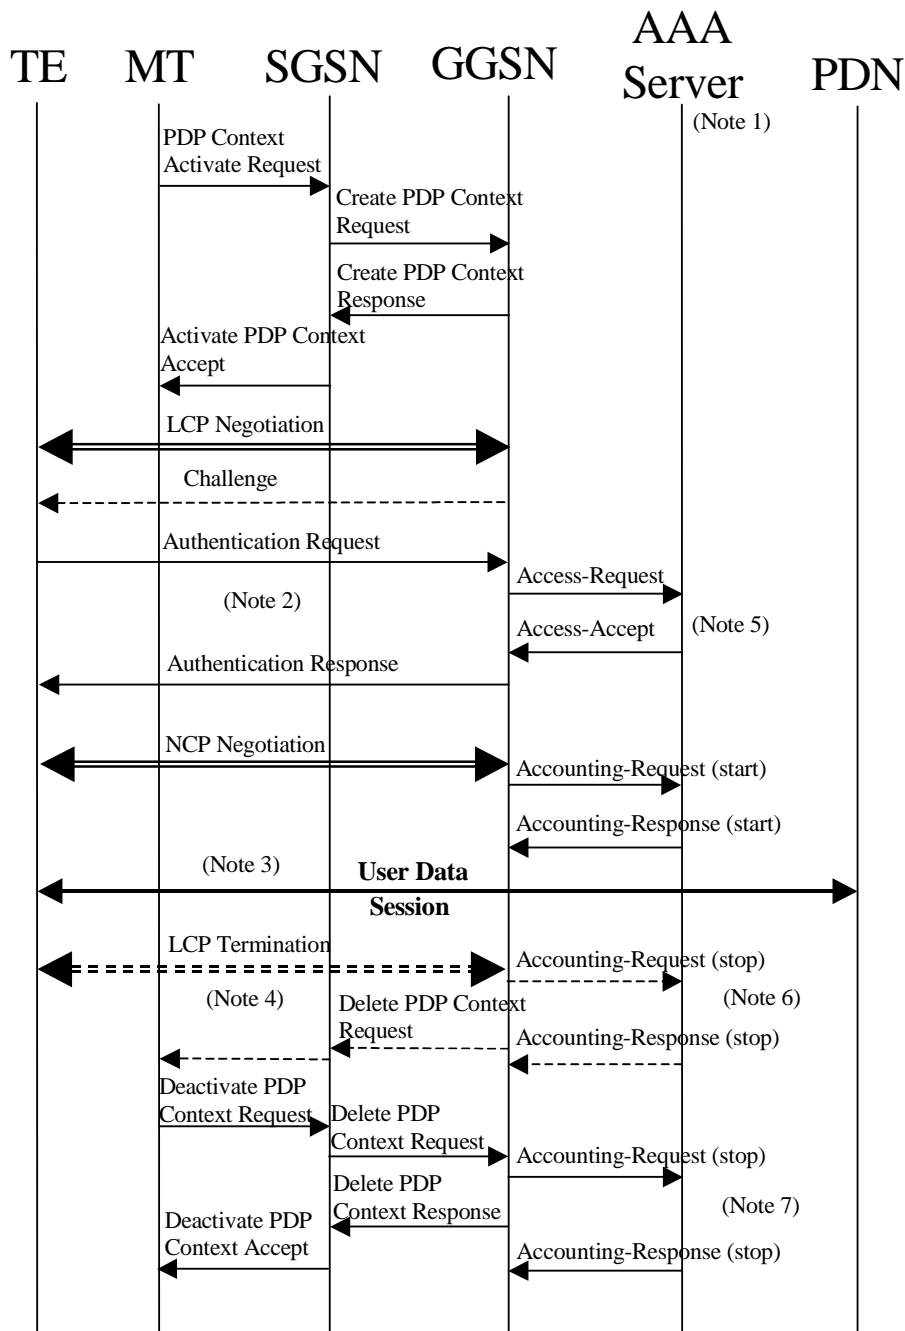 TE
MT
SGSN
GGSN
AAA
Server
PDN
(Note 1)
PDP Context
Activate Request
Create PDP Context
Request
Create PDP Context
Response
Activate PDP Context
Accept
LCP Negotiation
Challenge
Authentication Request
Access-Request
(Note 2)
Access-Accept
(Note 5)
Authentication Response
NCP Negotiation
Accounting-Request (start)
Accounting-Response (start)
(Note 3)
User Data
Session
LCP Termination
Accounting-Request (stop)
(Note 4)
(Note 6)
Delete PDP Context
Request
Accounting-Response (stop)
Deactivate PDP
Context Request
Delete PDP
Context Request
Accounting-Request (stop)
Delete PDP
Context Response
(Note 7)
Deactivate PDP
Context Accept
Accounting-Response (stop)